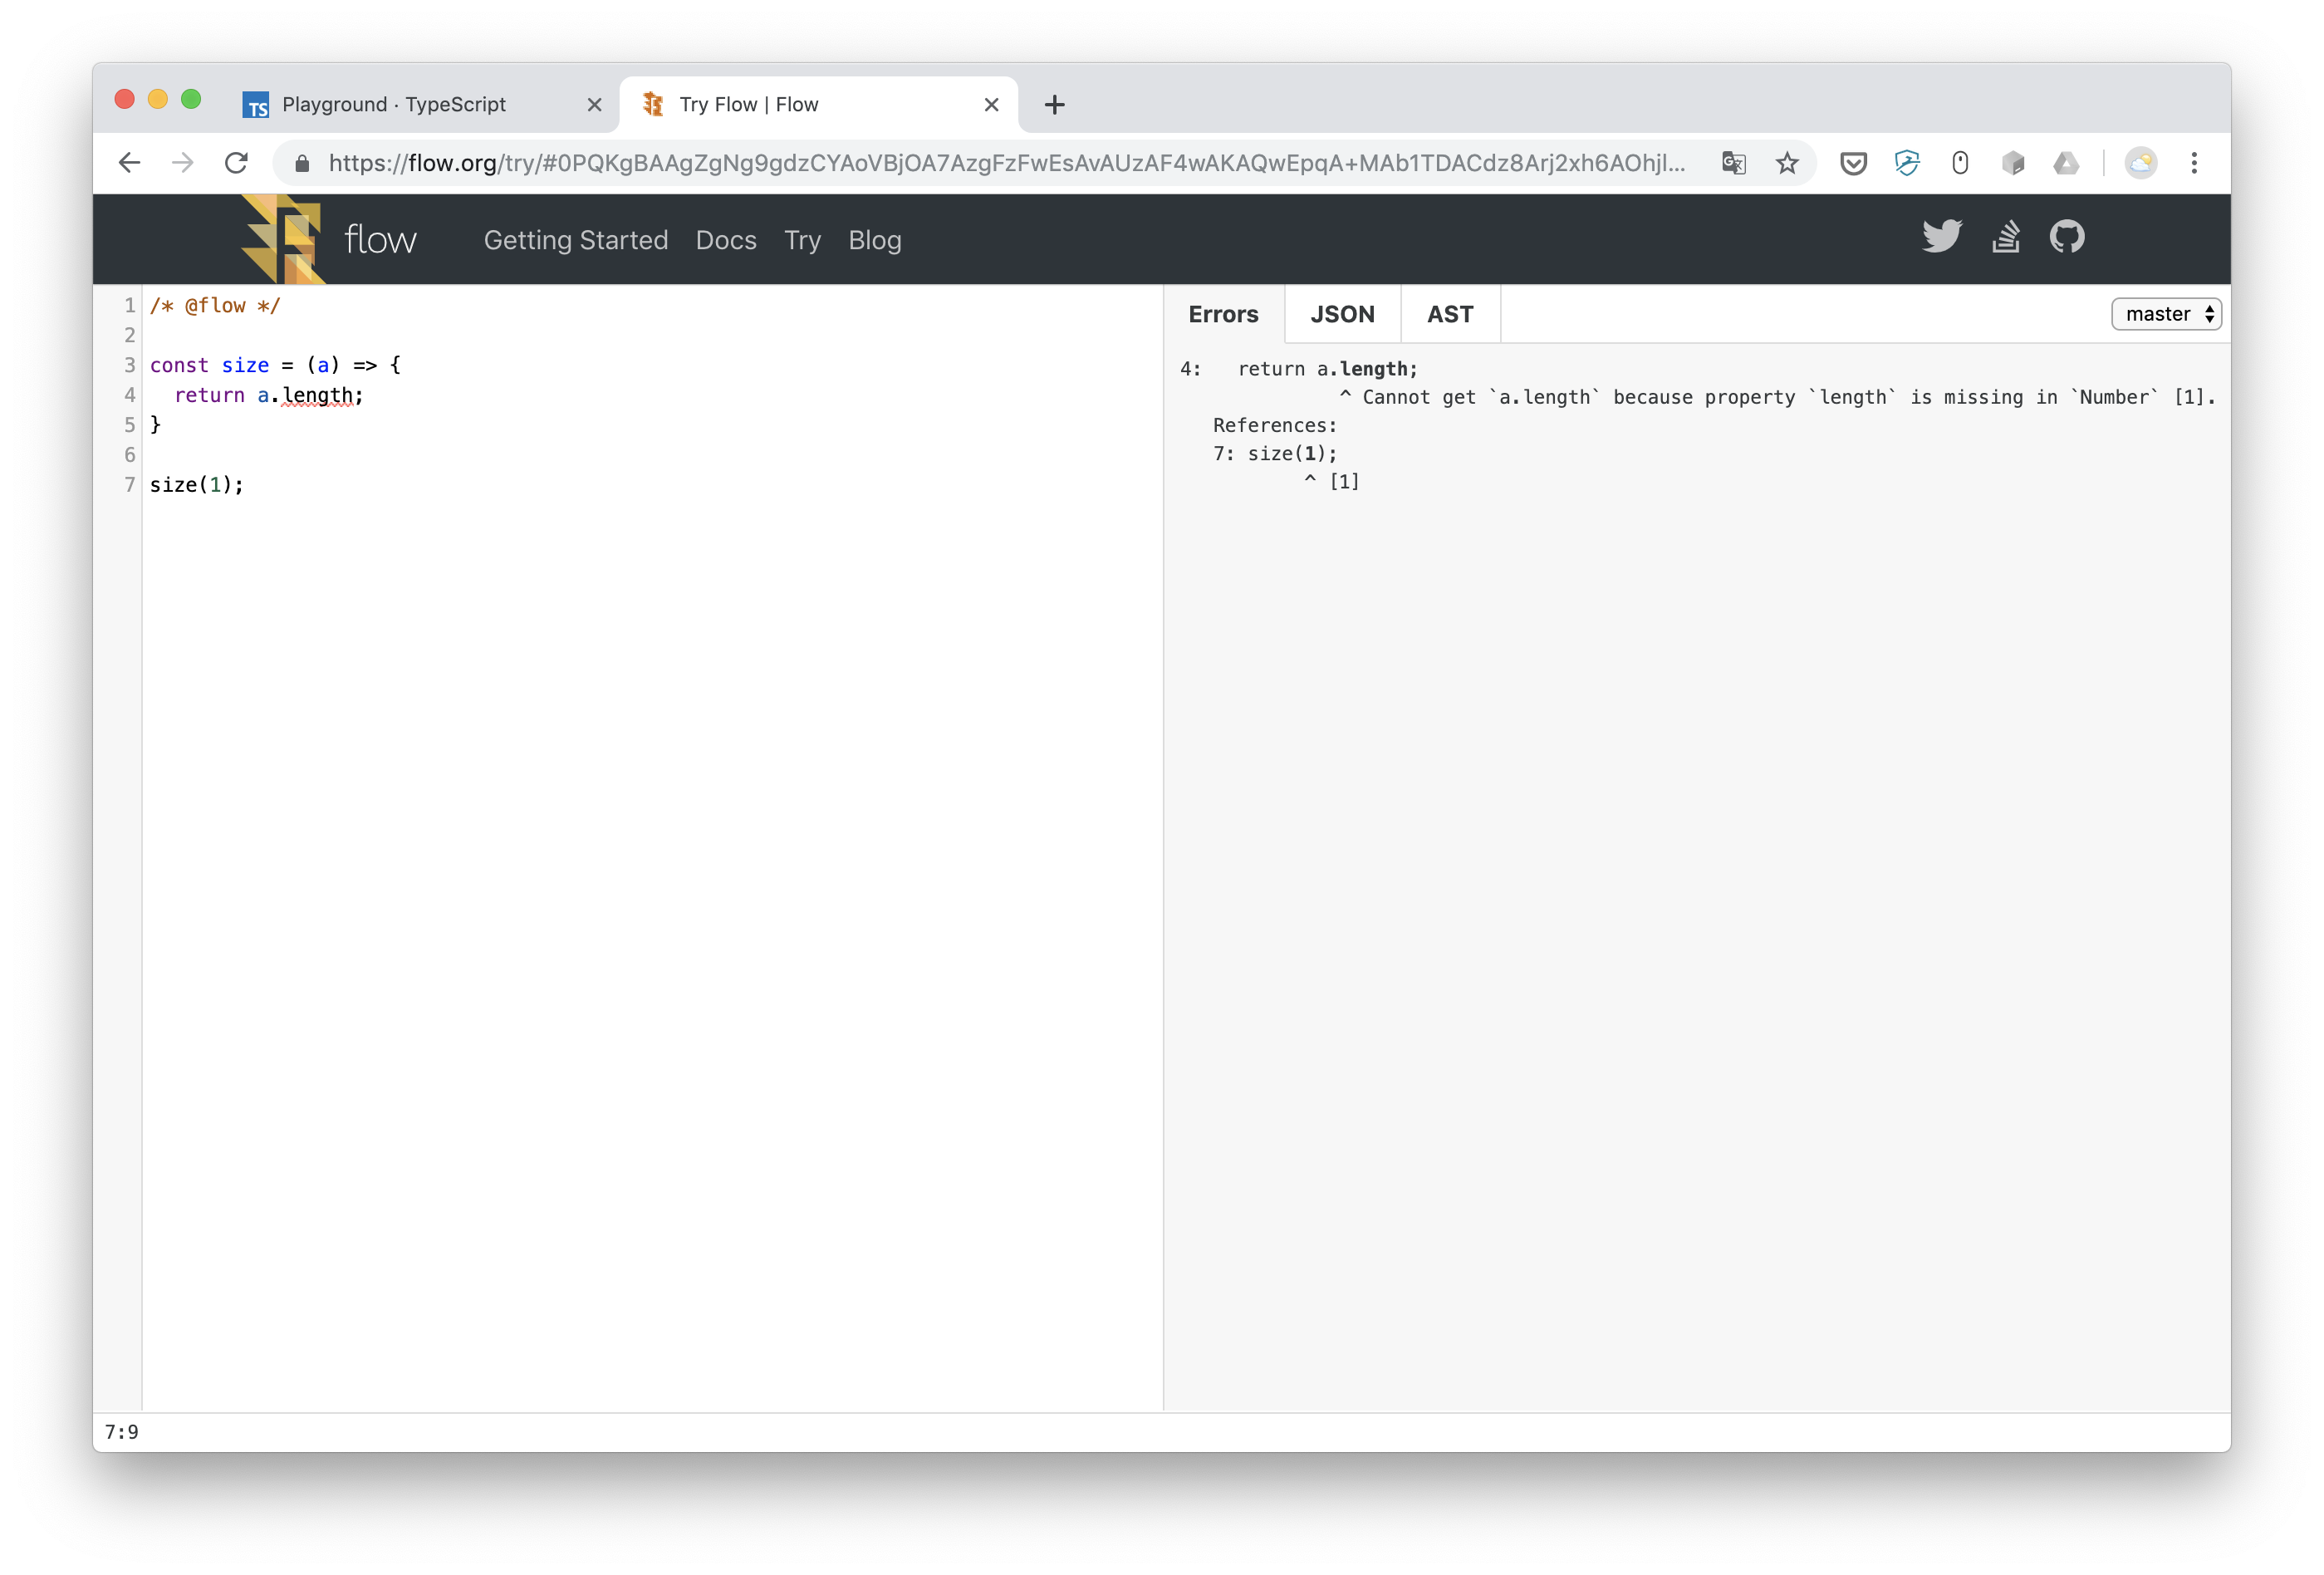 TS Playground · TypeScript
Try Flow | Flow
https://flow.org/try/#0PQKgBAAgZgNg9gdzCYAoVBjOA7AzgFzFwEsAvAUzAF4wAKAQwEpqA+MAb1TDACdz8Arj2xh6AOhjl...
flow Getting Started Docs Try Blog
1 /* @flow */
2
3 const size = (a) => {
4 return a.length;
5 }
6
7 size(1);
Errors JSON AST master
4: return a.length;
^ Cannot get `a.length` because property `length` is missing in `Number` [1].
References:
7: size(1);
^ [1]
7:9